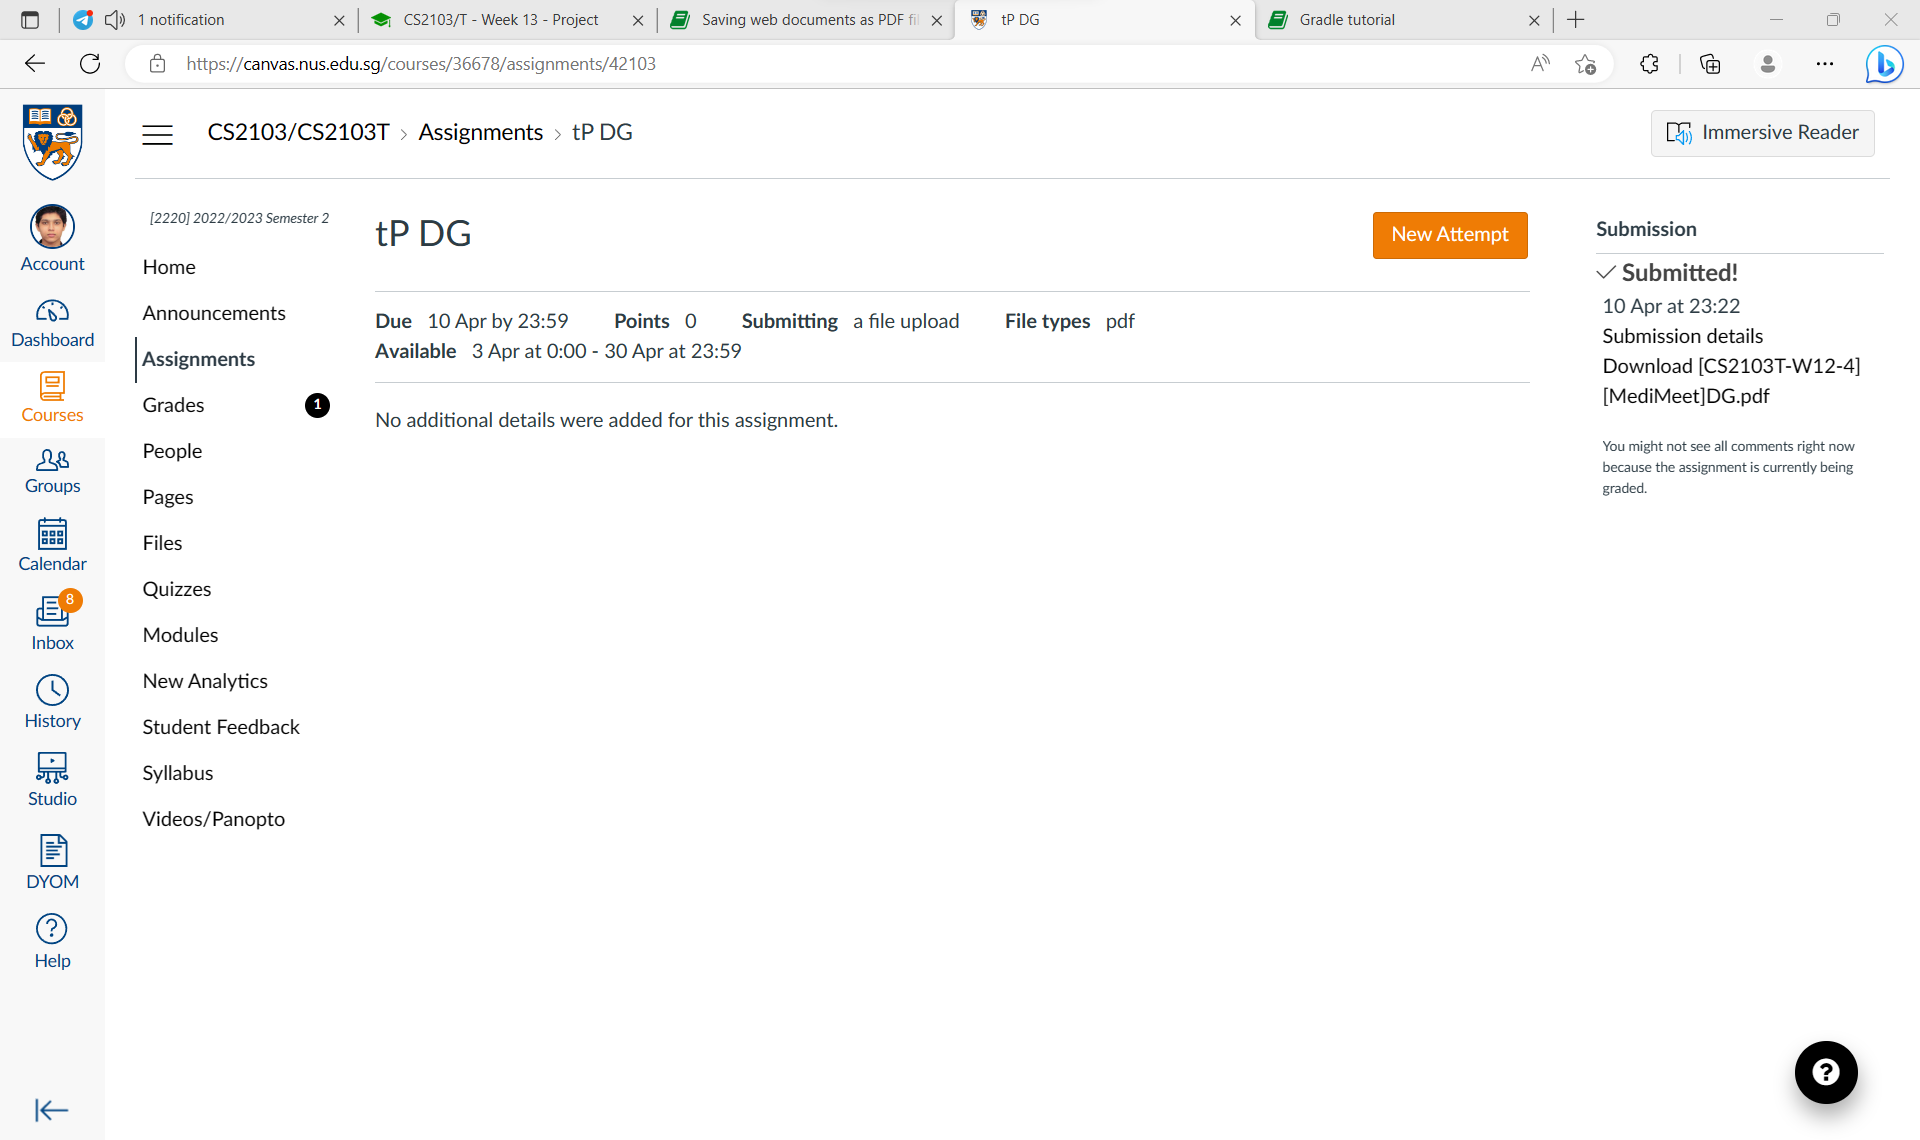 1 notification
CS2103/T - Week 13 - Project
Saving web documents as PDF fi
tP DG
Gradle tutorial
https://canvas.nus.edu.sg/courses/36678/assignments/42103
CS2103/CS2103T > Assignments > tP DG
Immersive Reader
Account
Dashboard
Courses
Groups
Calendar
8
Inbox
History
Studio
DYOM
Help
[2220] 2022/2023 Semester 2
Home
Announcements
Assignments
Grades 1
People
Pages
Files
Quizzes
Modules
New Analytics
Student Feedback
Syllabus
Videos/Panopto
tP DG
New Attempt
Due 10 Apr by 23:59 Points 0 Submitting a file upload File types pdf
Available 3 Apr at 0:00 - 30 Apr at 23:59
No additional details were added for this assignment.
Submission
Submitted!
10 Apr at 23:22
Submission details
Download [CS2103T-W12-4]
[MediMeet]DG.pdf
You might not see all comments right now
because the assignment is currently being
graded.